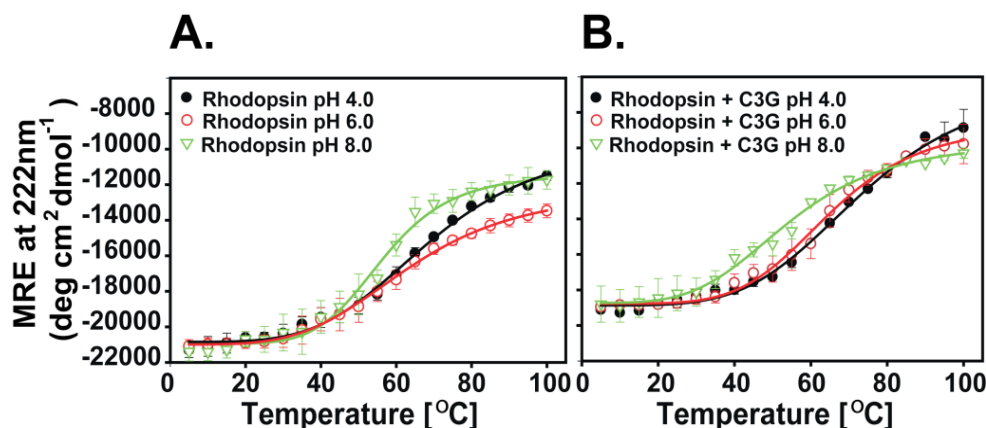 A.
B.
MRE at 222nm
(deg cm² dmol⁻¹)
-8000
-10000
-12000
-14000
-16000
-18000
-20000
-22000
Rhodopsin pH 4.0
Rhodopsin pH 6.0
Rhodopsin pH 8.0
Rhodopsin + C3G pH 4.0
Rhodopsin + C3G pH 6.0
Rhodopsin + C3G pH 8.0
0 20 40 60 80 100
0 20 40 60 80 100
Temperature [ᴼC]
Temperature [ᴼC]